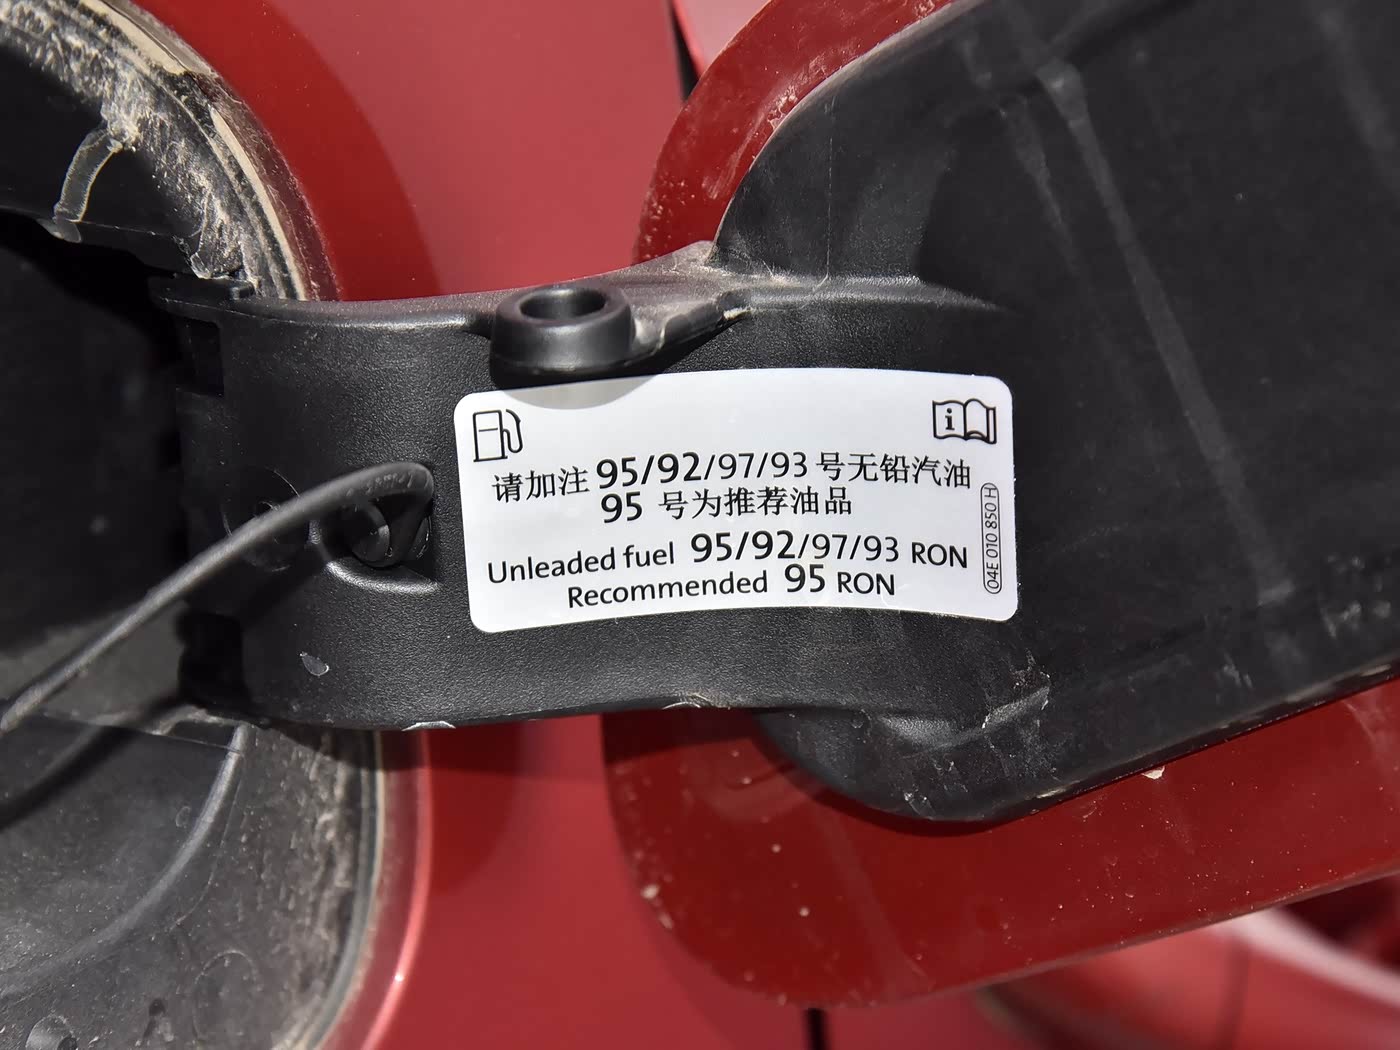 请加注 95/92/97/93 号无铅汽油
95 号为推荐油品
Unleaded fuel 95/92/97/93 RON
Recommended 95 RON
04E 010 850 H
i